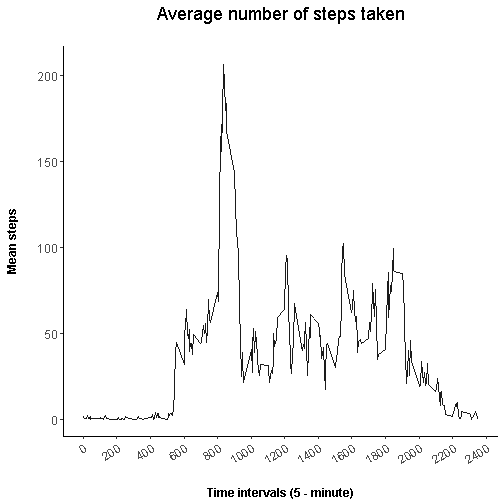 Average number of steps taken
Mean steps
200
150
100
50
0
0 200 400 600 800 1000 1200 1400 1600 1800 2000 2200 2400
Time intervals (5 - minute)